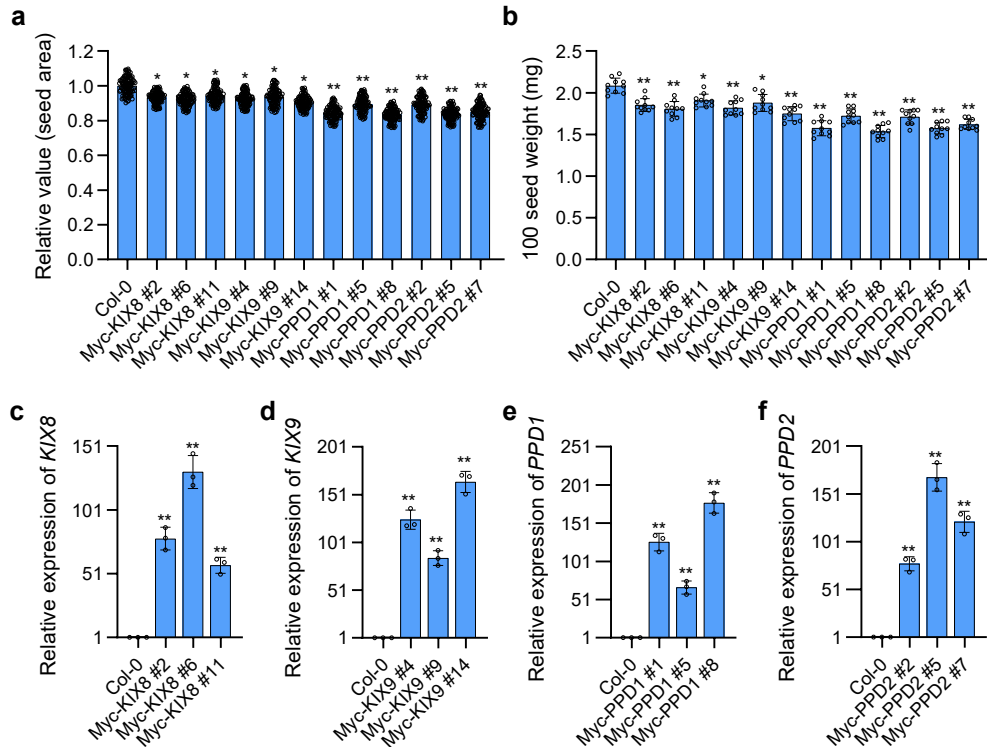 a
Relative value (seed area)
1.2
1.0
0.8
0.6
0.4
0.2
0.0
* * * * * * ** ** ** ** ** **
Col-0
Myc-KIX8 #2
Myc-KIX8 #6
Myc-KIX8 #11
Myc-KIX9 #4
Myc-KIX9 #9
Myc-KIX9 #14
Myc-PPD1 #1
Myc-PPD1 #5
Myc-PPD1 #8
Myc-PPD2 #2
Myc-PPD2 #5
Myc-PPD2 #7
b
100 seed weight (mg)
2.5
2.0
1.5
1.0
0.5
0.0
** ** * ** * ** ** ** ** ** ** **
Col-0
Myc-KIX8 #2
Myc-KIX8 #6
Myc-KIX8 #11
Myc-KIX9 #4
Myc-KIX9 #9
Myc-KIX9 #14
Myc-PPD1 #1
Myc-PPD1 #5
Myc-PPD1 #8
Myc-PPD2 #2
Myc-PPD2 #5
Myc-PPD2 #7
c
Relative expression of KIX8
151
101
51
1
** ** **
Col-0
Myc-KIX8 #2
Myc-KIX8 #6
Myc-KIX8 #11
d
Relative expression of KIX9
201
151
101
51
1
** ** **
Col-0
Myc-KIX9 #4
Myc-KIX9 #9
Myc-KIX9 #14
e
Relative expression of PPD1
251
201
151
101
51
1
** ** **
Col-0
Myc-PPD1 #1
Myc-PPD1 #5
Myc-PPD1 #8
f
Relative expression of PPD2
201
151
101
51
1
** ** **
Col-0
Myc-PPD2 #2
Myc-PPD2 #5
Myc-PPD2 #7